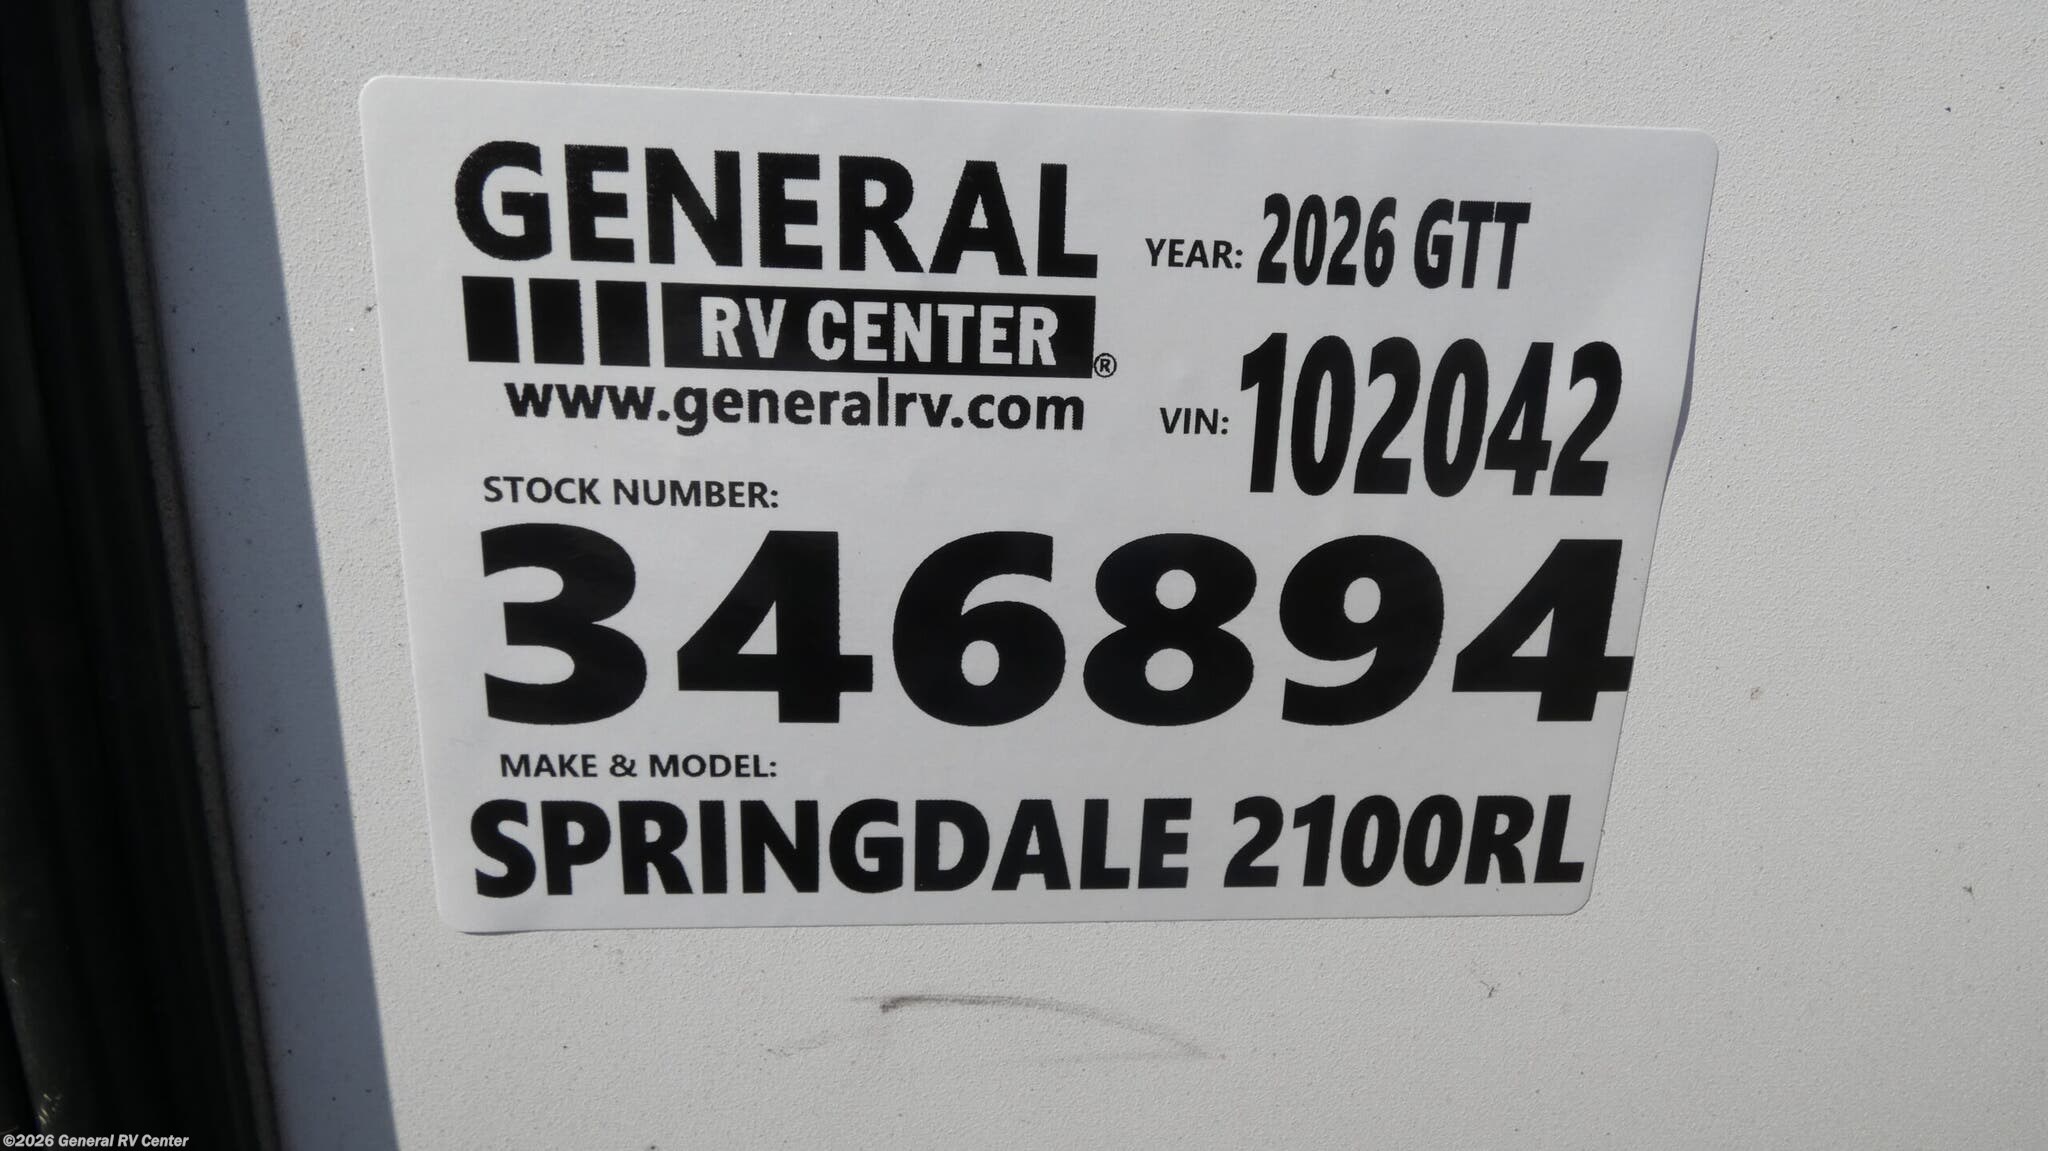 GENERAL
RV CENTER®
www.generalrv.com
YEAR: 2026 GTT
VIN: 102042
STOCK NUMBER:
346894
MAKE & MODEL:
SPRINGDALE 2100RL
©2026 General RV Center